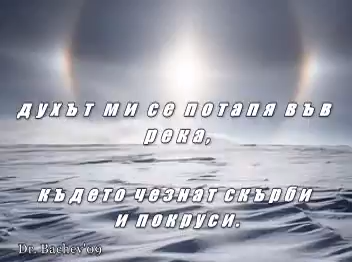 духът ми се потапя във
река,
където чезнат скърби
и покруси.
Dr. Bachev'09